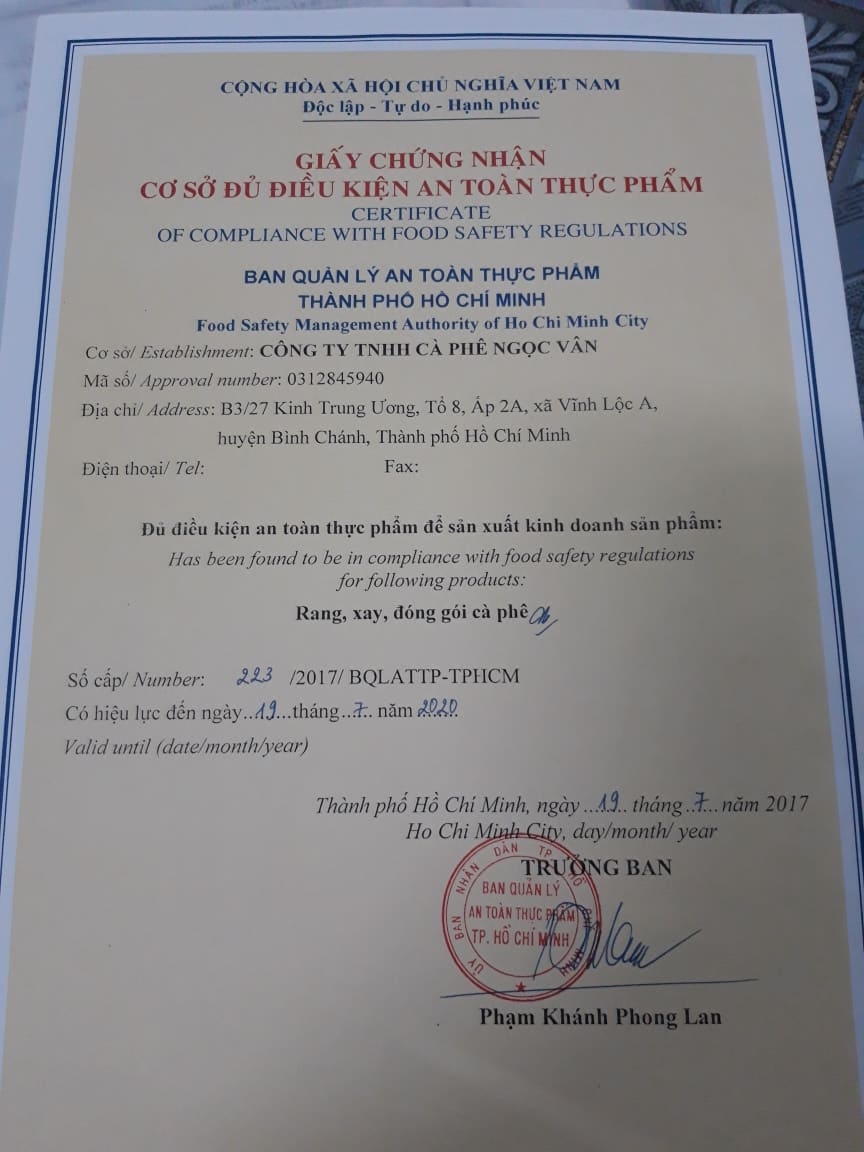 CỘNG HÒA XÃ HỘI CHỦ NGHĨA VIỆT NAM
Độc lập - Tự do - Hạnh phúc
GIẤY CHỨNG NHẬN
CƠ SỞ ĐỦ ĐIỀU KIỆN AN TOÀN THỰC PHẨM
CERTIFICATE
OF COMPLIANCE WITH FOOD SAFETY REGULATIONS
BAN QUẢN LÝ AN TOÀN THỰC PHẨM
THÀNH PHỐ HỒ CHÍ MINH
Food Safety Management Authority of Ho Chi Minh City
Cơ sở/ Establishment: CÔNG TY TNHH CÀ PHÊ NGỌC VÂN
Mã số/ Approval number: 0312845940
Địa chỉ/ Address: B3/27 Kinh Trung Ương, Tổ 8, Ấp 2A, xã Vĩnh Lộc A,
huyện Bình Chánh, Thành phố Hồ Chí Minh
Điện thoại/ Tel: Fax:
Đủ điều kiện an toàn thực phẩm để sản xuất kinh doanh sản phẩm:
Has been found to be in compliance with food safety regulations
for following products:
Rang, xay, đóng gói cà phê
Số cấp/ Number: 223 /2017/ BQLATTP-TPHCM
Có hiệu lực đến ngày..19...tháng..7.. năm 2020
Valid until (date/month/year)
Thành phố Hồ Chí Minh, ngày ...19... tháng..7...năm 2017
Ho Chi Minh City, day/month/ year
TRƯỞNG BAN
ỦY BAN NHÂN DÂN TP. HỒ CHÍ MINH
BAN QUẢN LÝ
AN TOÀN THỰC PHẨM
TP. HỒ CHÍ MINH
Phạm Khánh Phong Lan